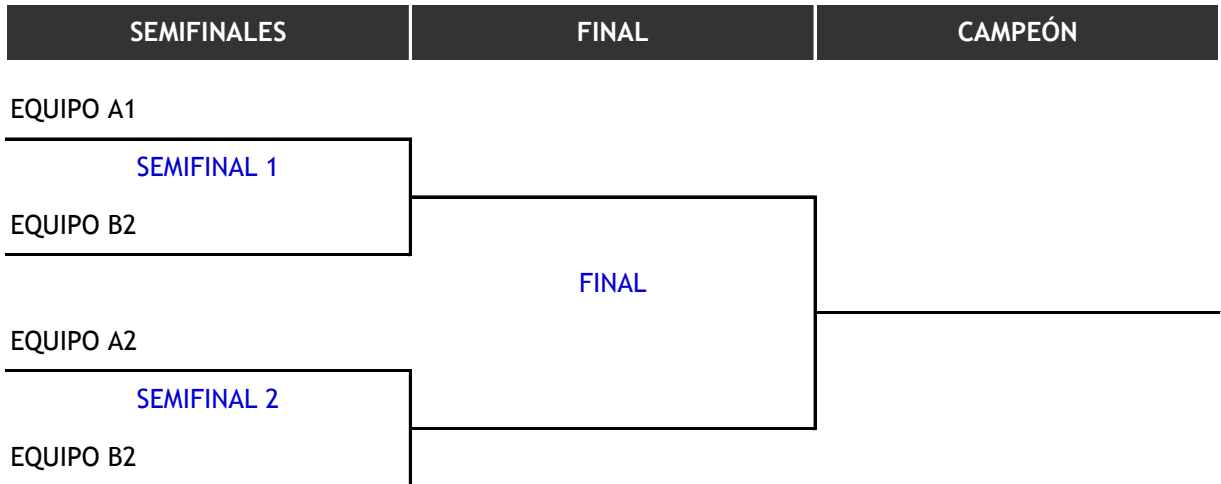 SEMIFINALES FINAL CAMPEÓN
EQUIPO A1
SEMIFINAL 1
EQUIPO B2
FINAL
EQUIPO A2
SEMIFINAL 2
EQUIPO B2